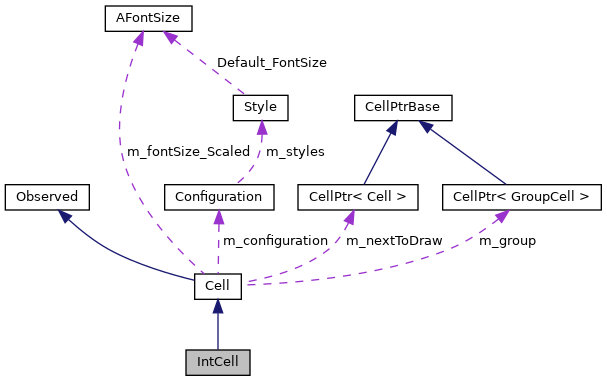 AFontSize
Default_FontSize
Style
CellPtrBase
m_fontSize_Scaled
m_styles
Observed
Configuration
CellPtr< Cell >
CellPtr< GroupCell >
m_configuration
m_nextToDraw
m_group
Cell
IntCell